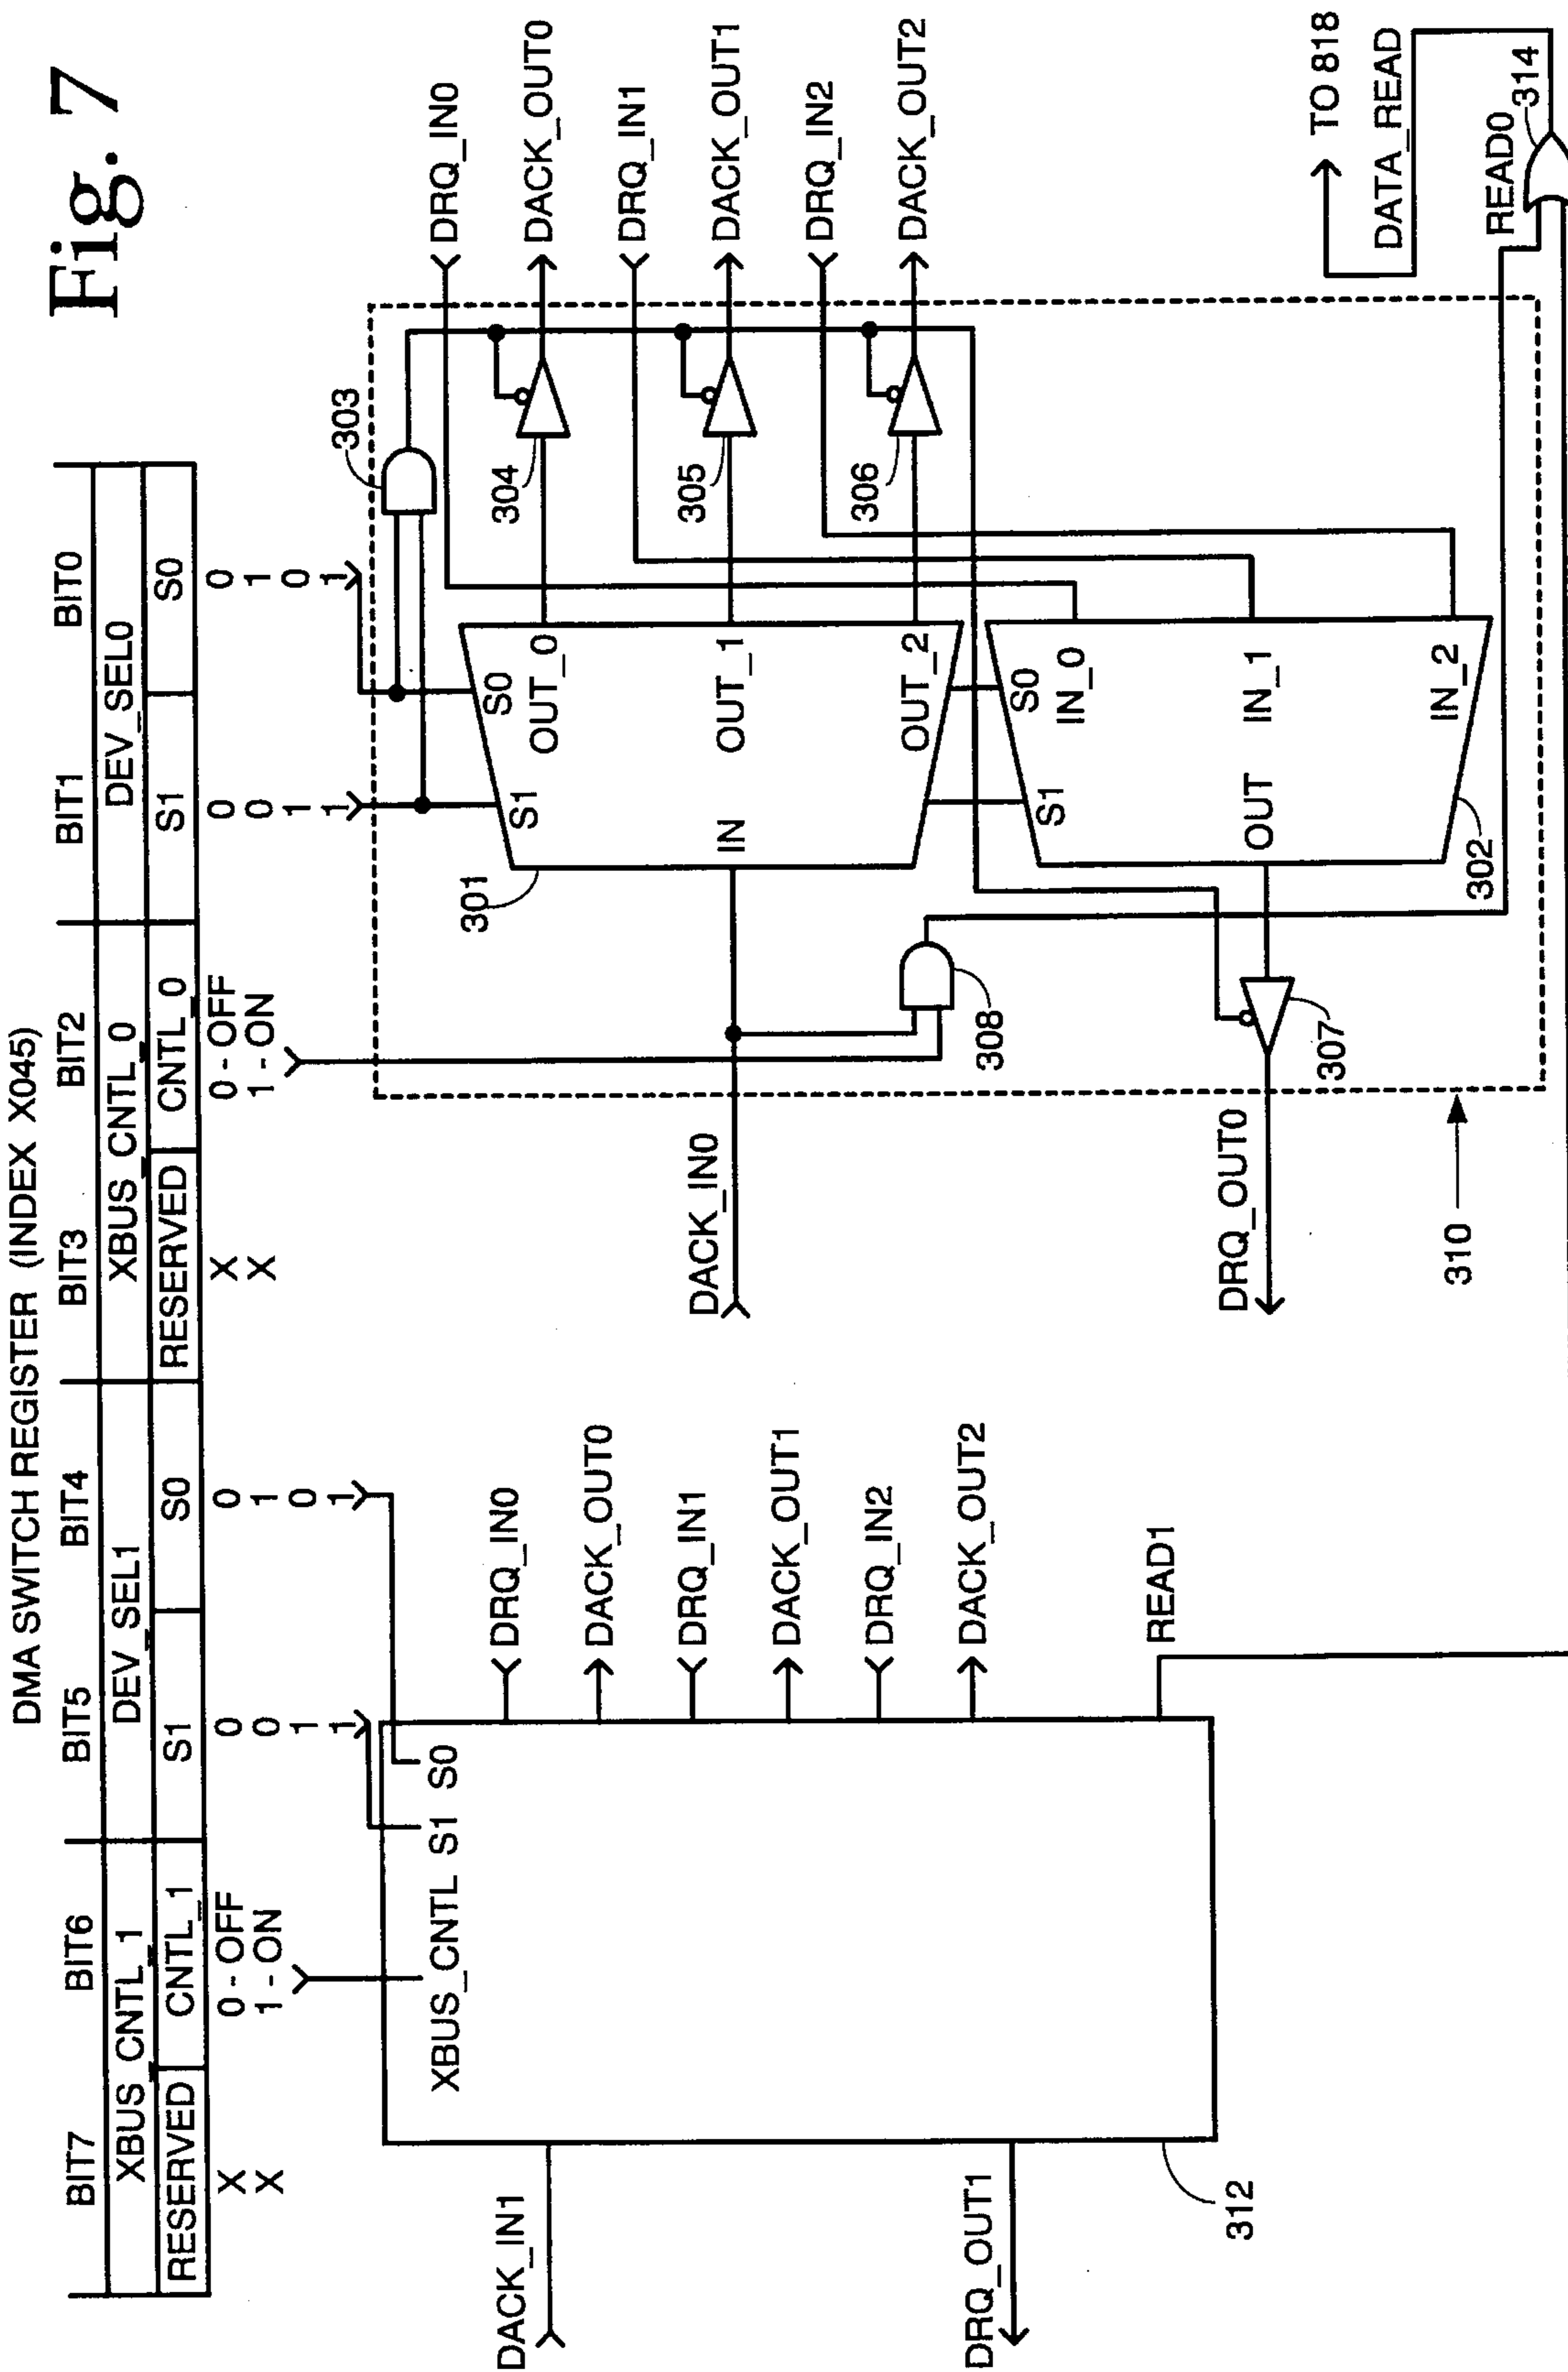 Fig. 7
DMA SWITCH REGISTER (INDEX X045)
BIT7 BIT6 BIT5 BIT4 BIT3 BIT2 BIT1 BIT0
XBUS_CNTL_1 DEV_SEL1 XBUS_CNTL_0 DEV_SEL0
RESERVED CNTL_1 S1 S0 RESERVED CNTL_0 S1 S0
X 0 - OFF 0 0 X 0 - OFF 0 0
X 1 - ON 0 1 X 1 - ON 0 1
1 0 1 0
1 1 1 1
XBUS_CNTL S1 S0
DACK_IN1
DRQ_OUT1
312
DRQ_IN0
DACK_OUT0
DRQ_IN1
DACK_OUT1
DRQ_IN2
DACK_OUT2
READ1
DACK_IN0
DRQ_OUT0
310
303
S1 S0
301
IN
OUT_0
OUT_1
OUT_2
304
305
306
308
S1 S0
IN_0
OUT IN_1
IN_2
302
307
DRQ_IN0
DACK_OUT0
DRQ_IN1
DACK_OUT1
DRQ_IN2
DACK_OUT2
TO 818
DATA_READ
READ0
314